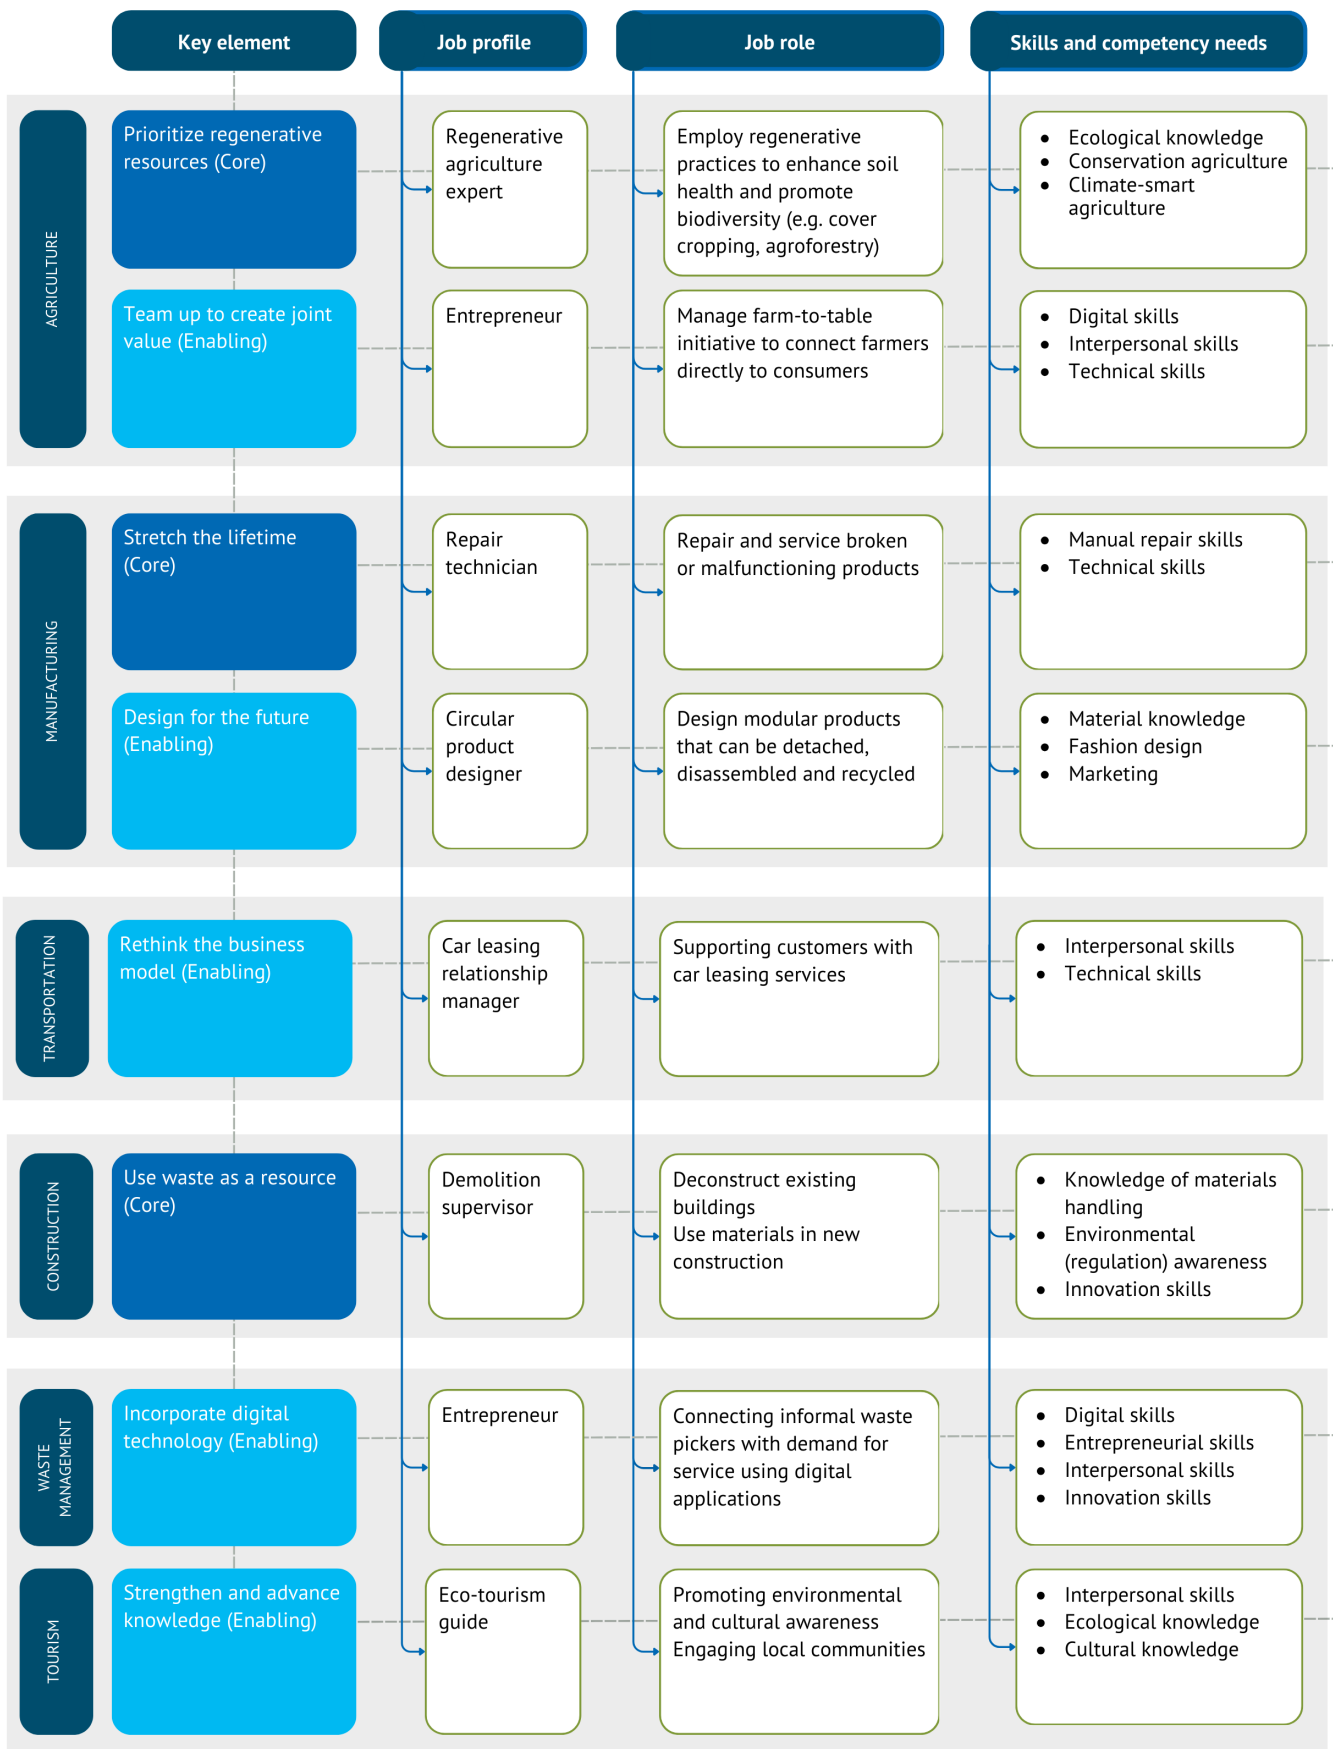 Key element
Job profile
Job role
Skills and competency needs
AGRICULTURE
Prioritize regenerative
resources (Core)
Regenerative
agriculture
expert
Employ regenerative
practices to enhance soil
health and promote
biodiversity (e.g. cover
cropping, agroforestry)
● Ecological knowledge
● Conservation agriculture
● Climate-smart
agriculture
Team up to create joint
value (Enabling)
Entrepreneur
Manage farm-to-table
initiative to connect farmers
directly to consumers
● Digital skills
● Interpersonal skills
● Technical skills
MANUFACTURING
Stretch the lifetime
(Core)
Repair
technician
Repair and service broken
or malfunctioning products
● Manual repair skills
● Technical skills
Design for the future
(Enabling)
Circular
product
designer
Design modular products
that can be detached,
disassembled and recycled
● Material knowledge
● Fashion design
● Marketing
TRANSPORTATION
Rethink the business
model (Enabling)
Car leasing
relationship
manager
Supporting customers with
car leasing services
● Interpersonal skills
● Technical skills
CONSTRUCTION
Use waste as a resource
(Core)
Demolition
supervisor
Deconstruct existing
buildings
Use materials in new
construction
● Knowledge of materials
handling
● Environmental
(regulation) awareness
● Innovation skills
WASTE
MANAGEMENT
Incorporate digital
technology (Enabling)
Entrepreneur
Connecting informal waste
pickers with demand for
service using digital
applications
● Digital skills
● Entrepreneurial skills
● Interpersonal skills
● Innovation skills
TOURISM
Strengthen and advance
knowledge (Enabling)
Eco-tourism
guide
Promoting environmental
and cultural awareness
Engaging local communities
● Interpersonal skills
● Ecological knowledge
● Cultural knowledge